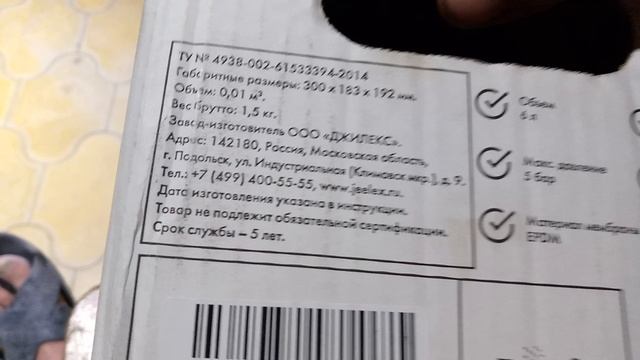 ТУ № 4938-002-61533394-2014
Габаритные размеры: 300 х 183 х 192 мм.
Объем: 0,01 м³.
Вес брутто: 1,5 кг.
Завод-изготовитель ООО «ДЖИЛЕКС».
Адрес: 142180, Россия, Московская область,
г. Подольск, ул. Индустриальная (Климовск мкр.), д. 9.
Тел.: +7 (499) 400-55-55, www.jeelex.ru.
Дата изготовления указана в инструкции.
Товар не подлежит обязательной сертификации.
Срок службы – 5 лет.
Объем
6 л
Макс. давление
5 бар
Материал мембраны
EPDM